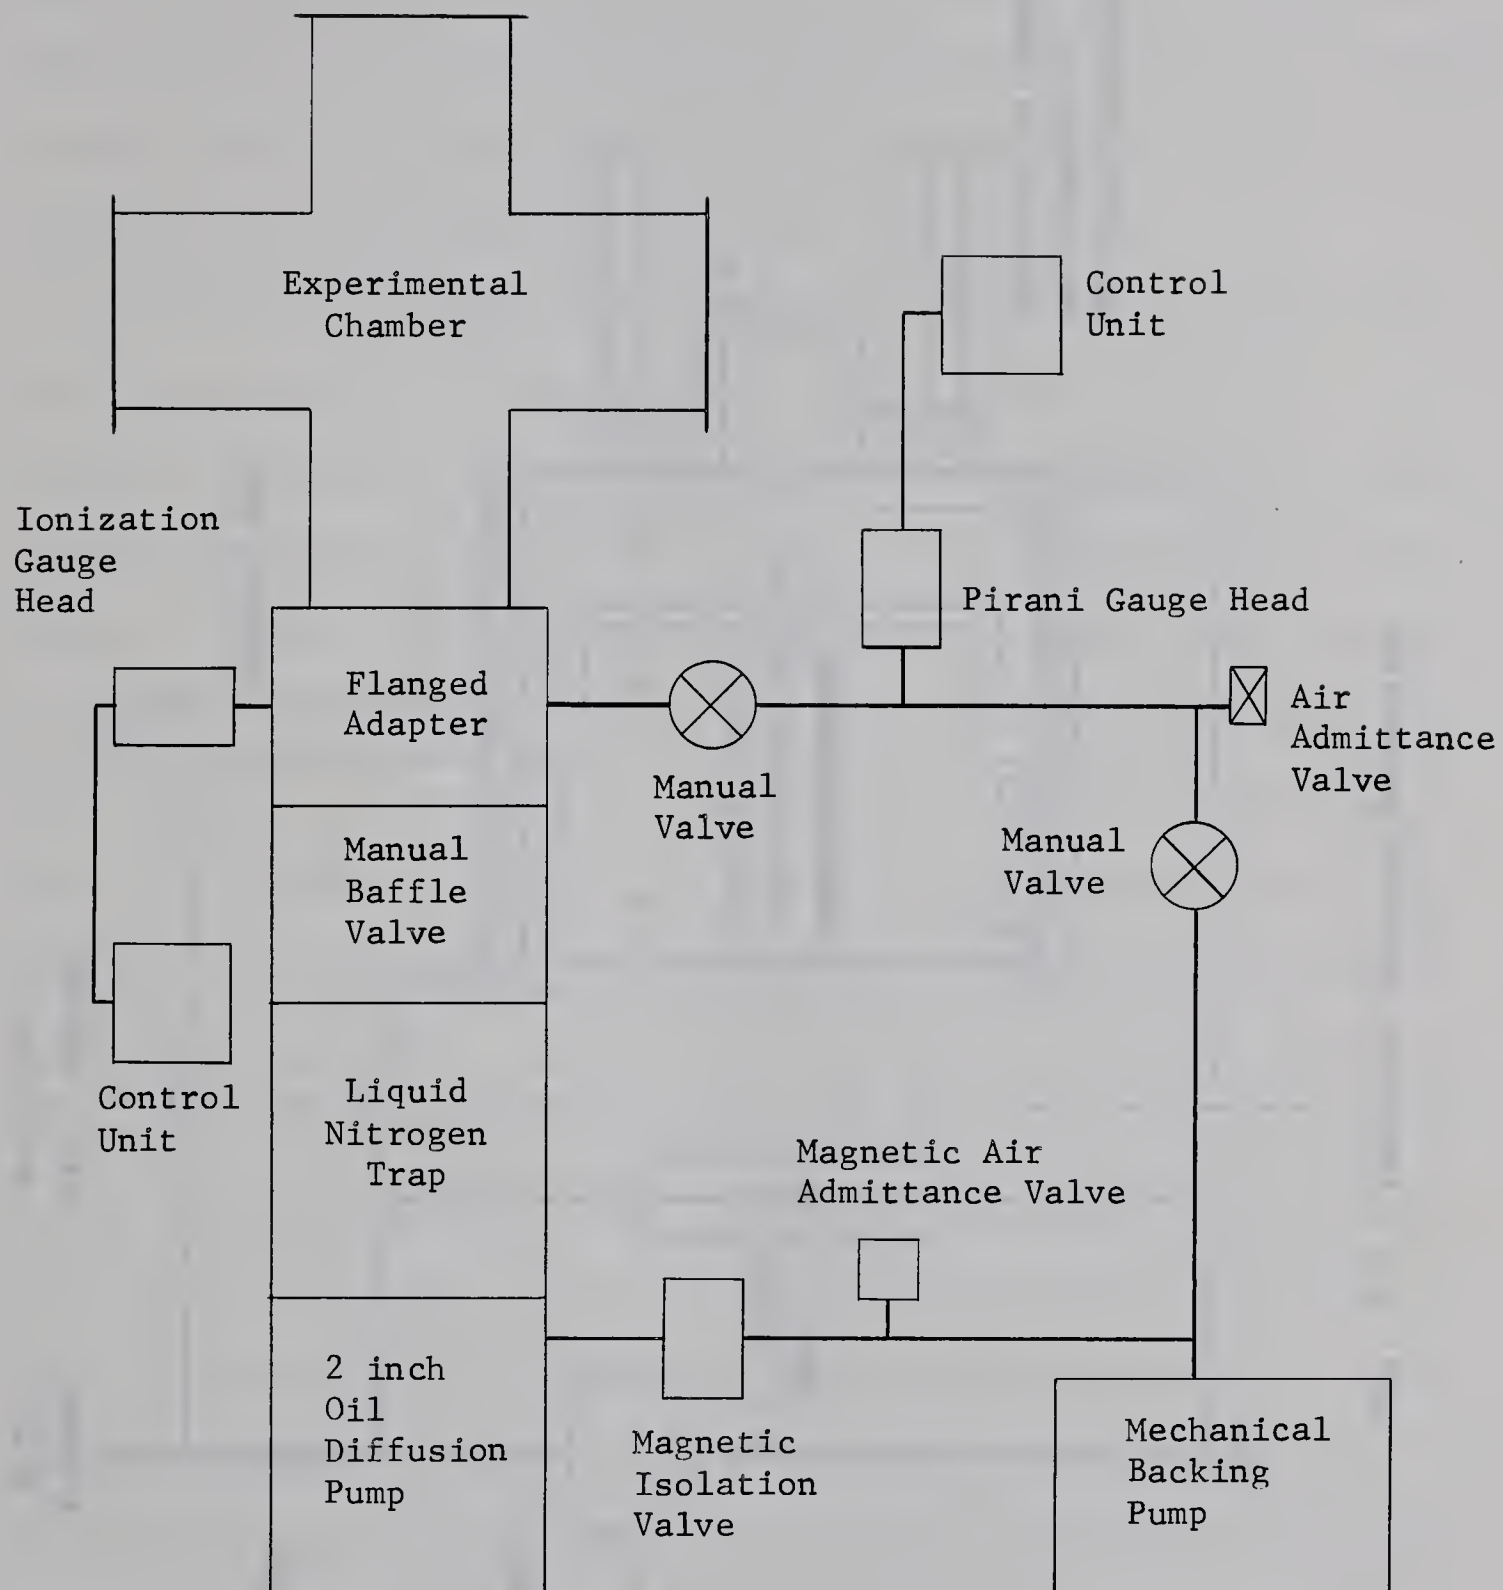 Experimental
Chamber
Control
Unit
Ionization
Gauge
Head
Pirani Gauge Head
Flanged
Adapter
Air
Admittance
Valve
Manual
Valve
Manual
Valve
Manual
Baffle
Valve
Liquid
Nitrogen
Trap
Control
Unit
Magnetic Air
Admittance Valve
2 inch
Oil
Diffusion
Pump
Magnetic
Isolation
Valve
Mechanical
Backing
Pump